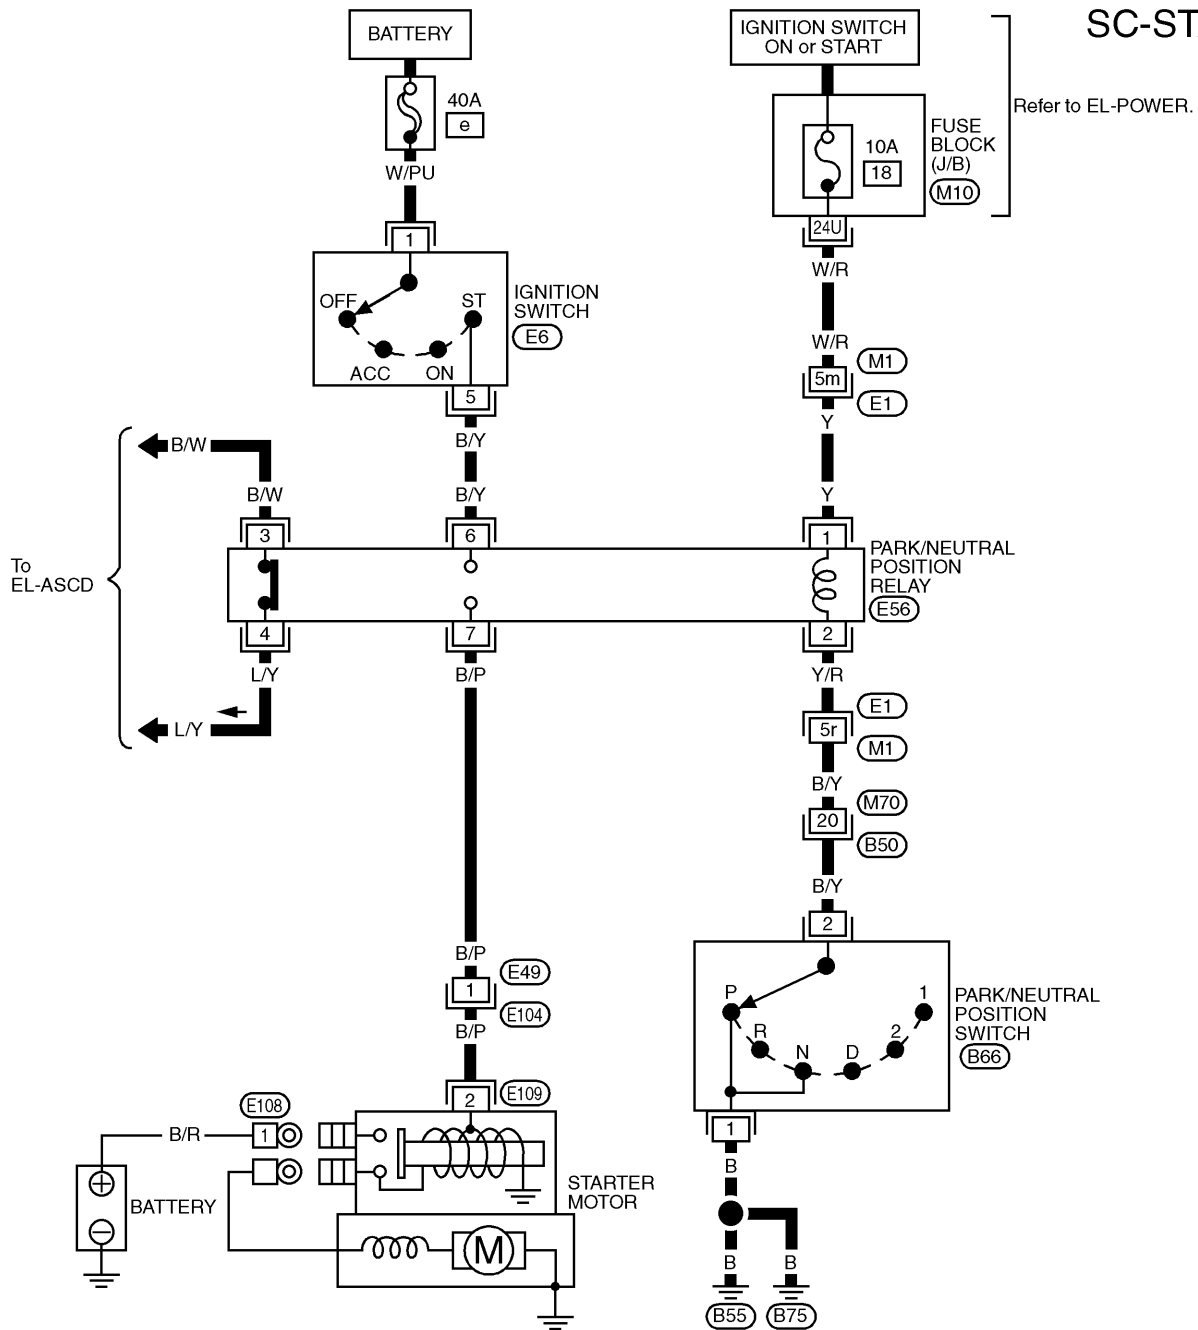 SC-ST
BATTERY
IGNITION SWITCH
ON or START
Refer to EL-POWER.
40A
e
W/PU
10A
18
FUSE
BLOCK
(J/B)
M10
24U
W/R
1
OFF
ST
ACC
ON
IGNITION
SWITCH
E6
5
W/R
M1
5m
E1
B/Y
Y
B/W
B/W
B/Y
Y
3
6
1
To
EL-ASCD
PARK/NEUTRAL
POSITION
RELAY
E56
4
7
2
L/Y
B/P
Y/R
L/Y
E1
5r
M1
B/Y
M70
20
B50
B/Y
2
B/P
E49
1
E104
B/P
P
R
N
D
2
1
PARK/NEUTRAL
POSITION
SWITCH
B66
2
E109
E108
B/R
1
1
B
BATTERY
STARTER
MOTOR
M
B
B
B55
B75